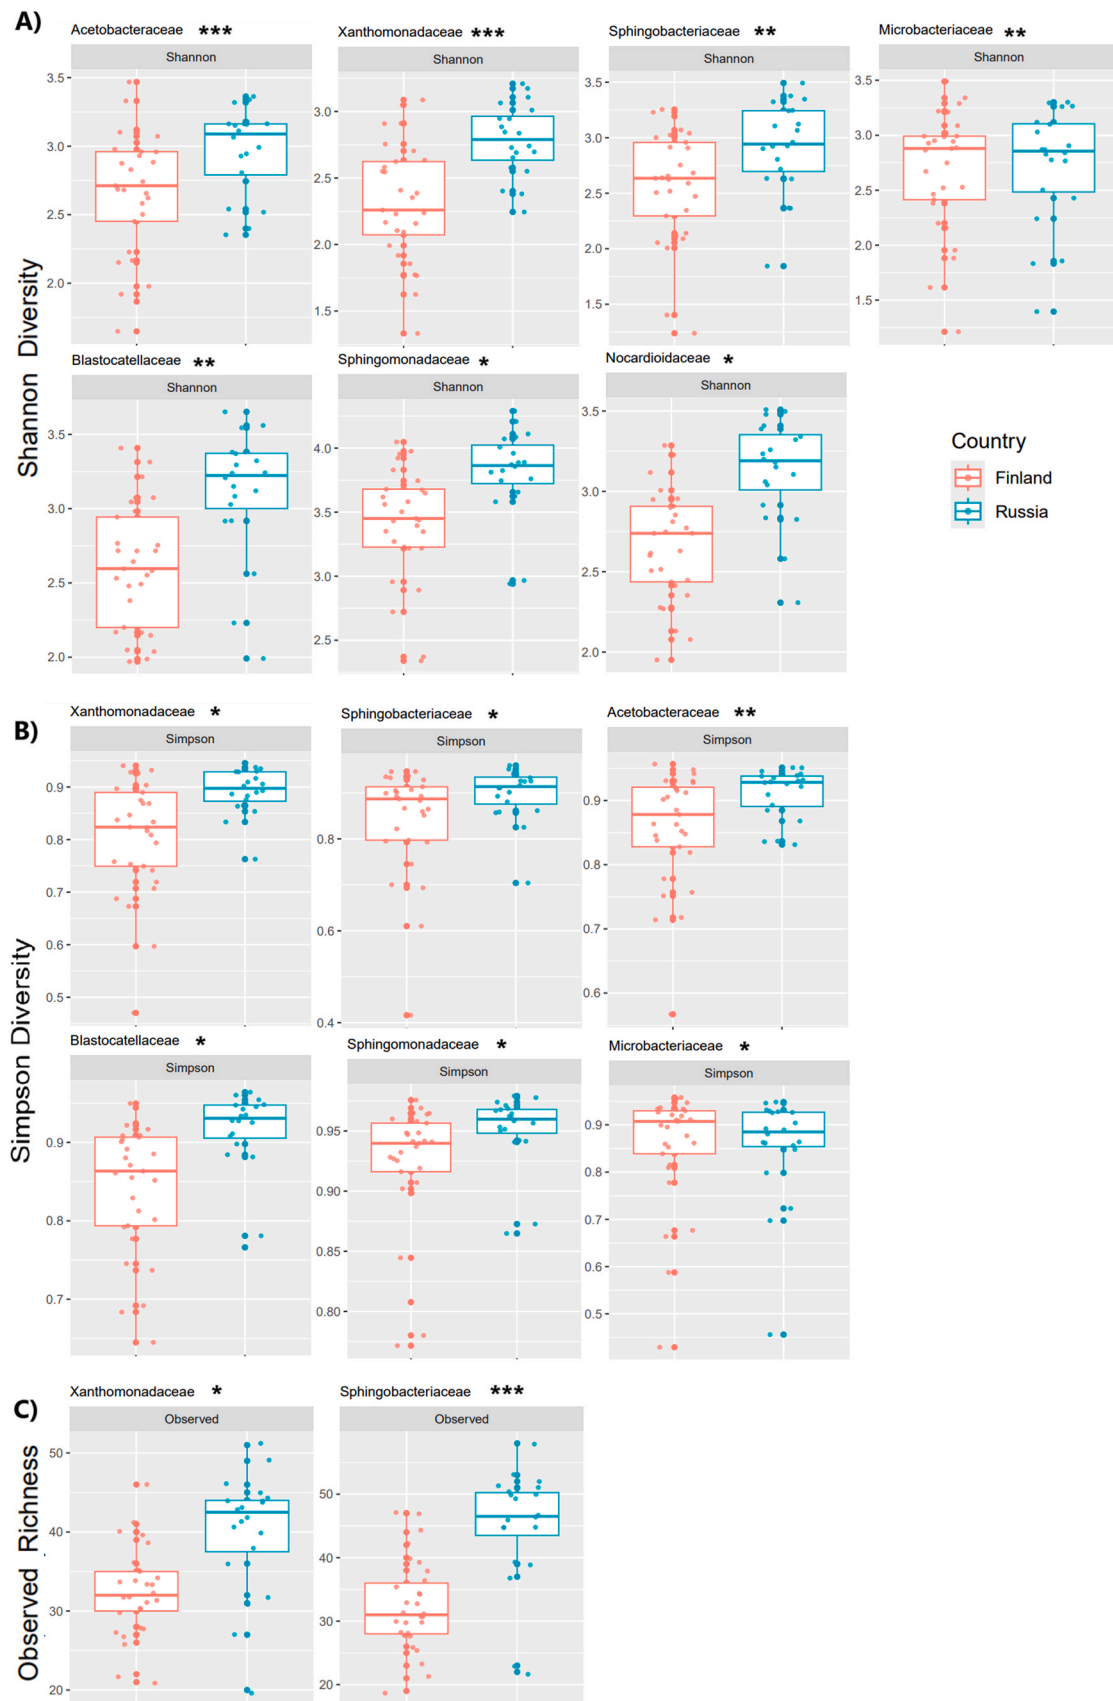 A)
Acetobacteraceae ***
Xanthomonadaceae ***
Sphingobacteriaceae **
Microbacteriaceae **
Shannon
Shannon
Shannon
Shannon
3.5
3.0
2.5
2.0
3.0
2.5
2.0
1.5
3.5
3.0
2.5
2.0
1.5
3.5
3.0
2.5
2.0
1.5
Shannon Diversity
Blastocatellaceae **
Sphingomonadaceae *
Nocardioidaceae *
Shannon
Shannon
Shannon
3.5
3.0
2.5
2.0
4.0
3.5
3.0
2.5
3.5
3.0
2.5
2.0
Country
Finland
Russia
B)
Xanthomonadaceae *
Sphingobacteriaceae *
Acetobacteraceae **
Simpson
Simpson
Simpson
0.9
0.8
0.7
0.6
0.5
0.8
0.6
0.4
0.9
0.8
0.7
0.6
Simpson Diversity
Blastocatellaceae *
Sphingomonadaceae *
Microbacteriaceae *
Simpson
Simpson
Simpson
0.9
0.8
0.7
0.95
0.90
0.85
0.80
0.9
0.8
0.7
0.6
0.5
C)
Xanthomonadaceae *
Sphingobacteriaceae ***
Observed
Observed
50
40
30
20
50
40
30
20
Observed Richness